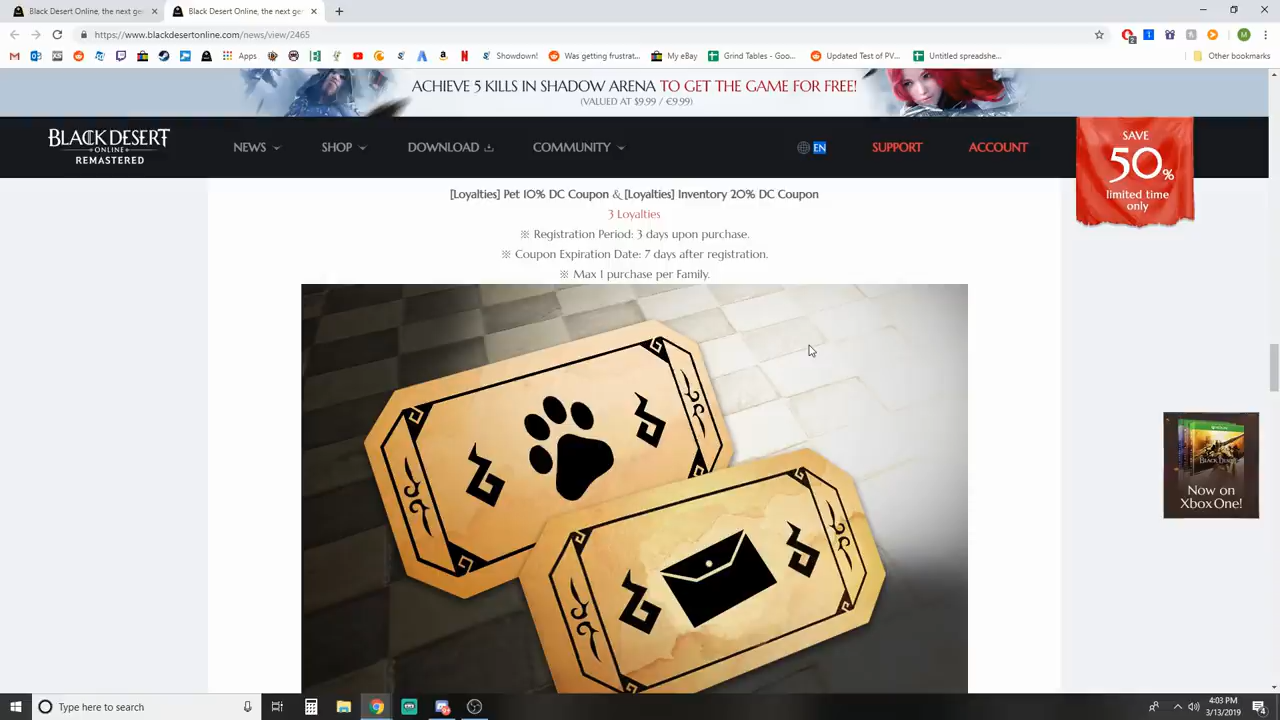 Black Desert Online, the next ge
Black Desert Online, the next ge
https://www.blackdesertonline.com/news/view/2465
Apps
Showdown!
Was getting frustrat...
My eBay
Grind Tables - Goo...
Updated Test of PV...
Untitled spreadshe...
Other bookmarks
ACHIEVE 5 KILLS IN SHADOW ARENA TO GET THE GAME FOR FREE!
(VALUED AT $9.99 / €9.99)
BLACK DESERT
ONLINE
REMASTERED
NEWS
SHOP
DOWNLOAD
COMMUNITY
EN
SUPPORT
ACCOUNT
SAVE
50%
limited time
only
[Loyalties] Pet 10% DC Coupon & [Loyalties] Inventory 20% DC Coupon
3 Loyalties
※ Registration Period: 3 days upon purchase.
※ Coupon Expiration Date: 7 days after registration.
※ Max 1 purchase per Family.
BLACK DESERT
Now on
Xbox One!
Type here to search
4:03 PM
3/13/2019